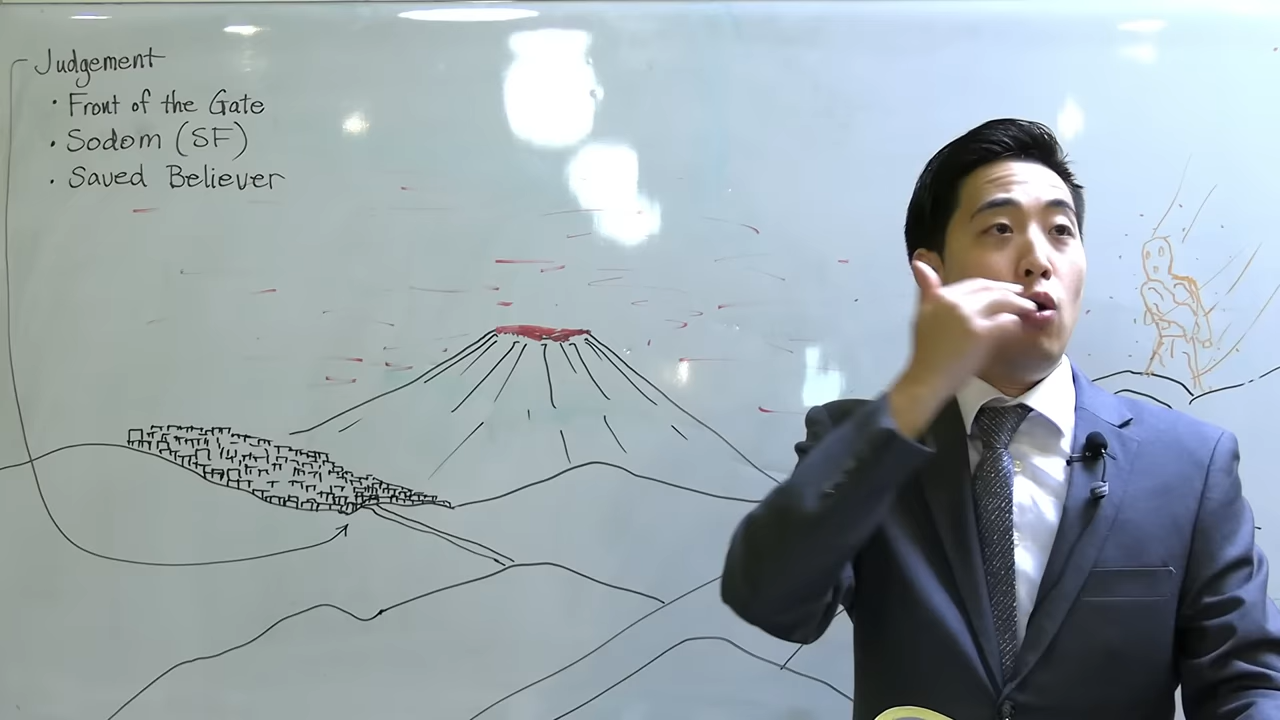 Judgement
• Front of the Gate
• Sodom (SF)
• Saved Believer